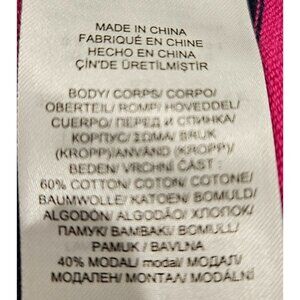 MADE IN CHINA
FABRIQUÉ EN CHINE
HECHO EN CHINA
ÇİN'DE ÜRETİLMİŞTİR
BODY/ CORPS/ CORPO/
OBERTEIL/ ROMP/ HOVEDDEL/
CUERPO/ ПЕРЕД И СПИНКА/
КОРПУС/ ΣΩΜΑ/ BRUK
(KROPP)/ANVÄND (KROPP)/
BEDEN/ VRCHNÍ ČÁST :
60% COTTON/ COTON/ COTONE/
BAUMWOLLE/ KATOEN/ BOMULD/
ALGODÓN/ ALGODÃO/ ХЛОПОК/
ПАМУК/ ΒΑΜΒΑΚΙ/ BOMULL/
PAMUK / BAVLNA
40% MODAL/ modal/ МОДАЛ/
МОДАЛЕН/ ΜΟΝΤΑΛ/ MODÁLNÍ